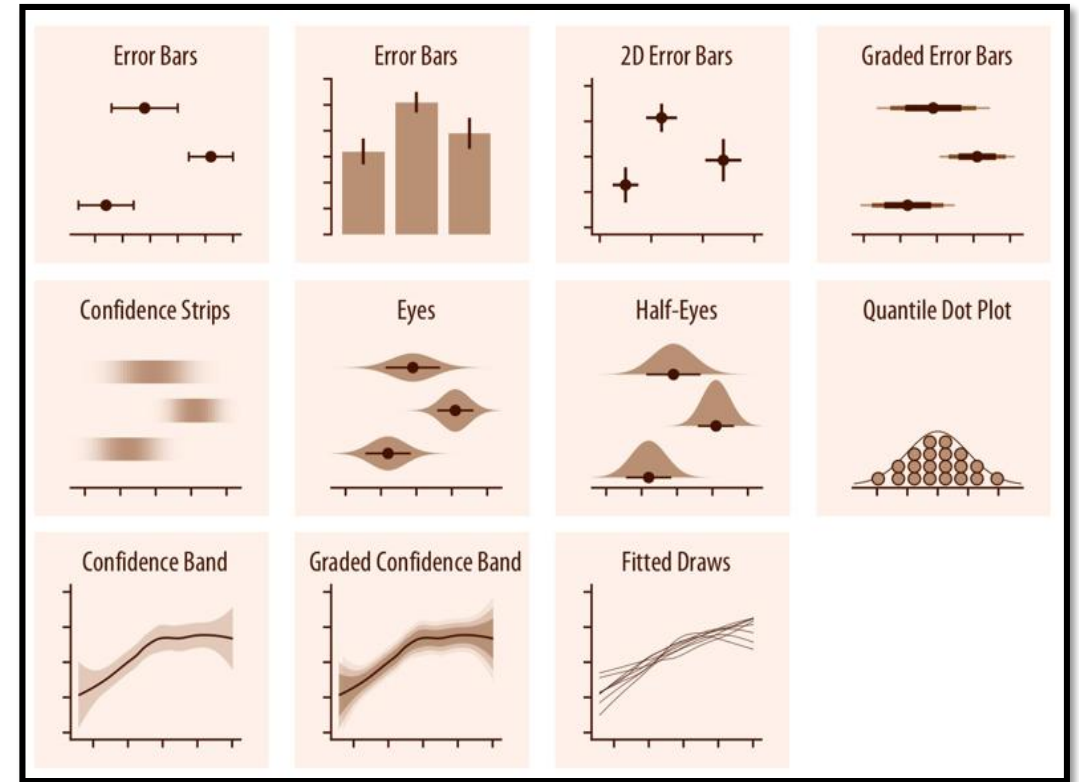 Error Bars
Error Bars
2D Error Bars
Graded Error Bars
Confidence Strips
Eyes
Half-Eyes
Quantile Dot Plot
Confidence Band
Graded Confidence Band
Fitted Draws